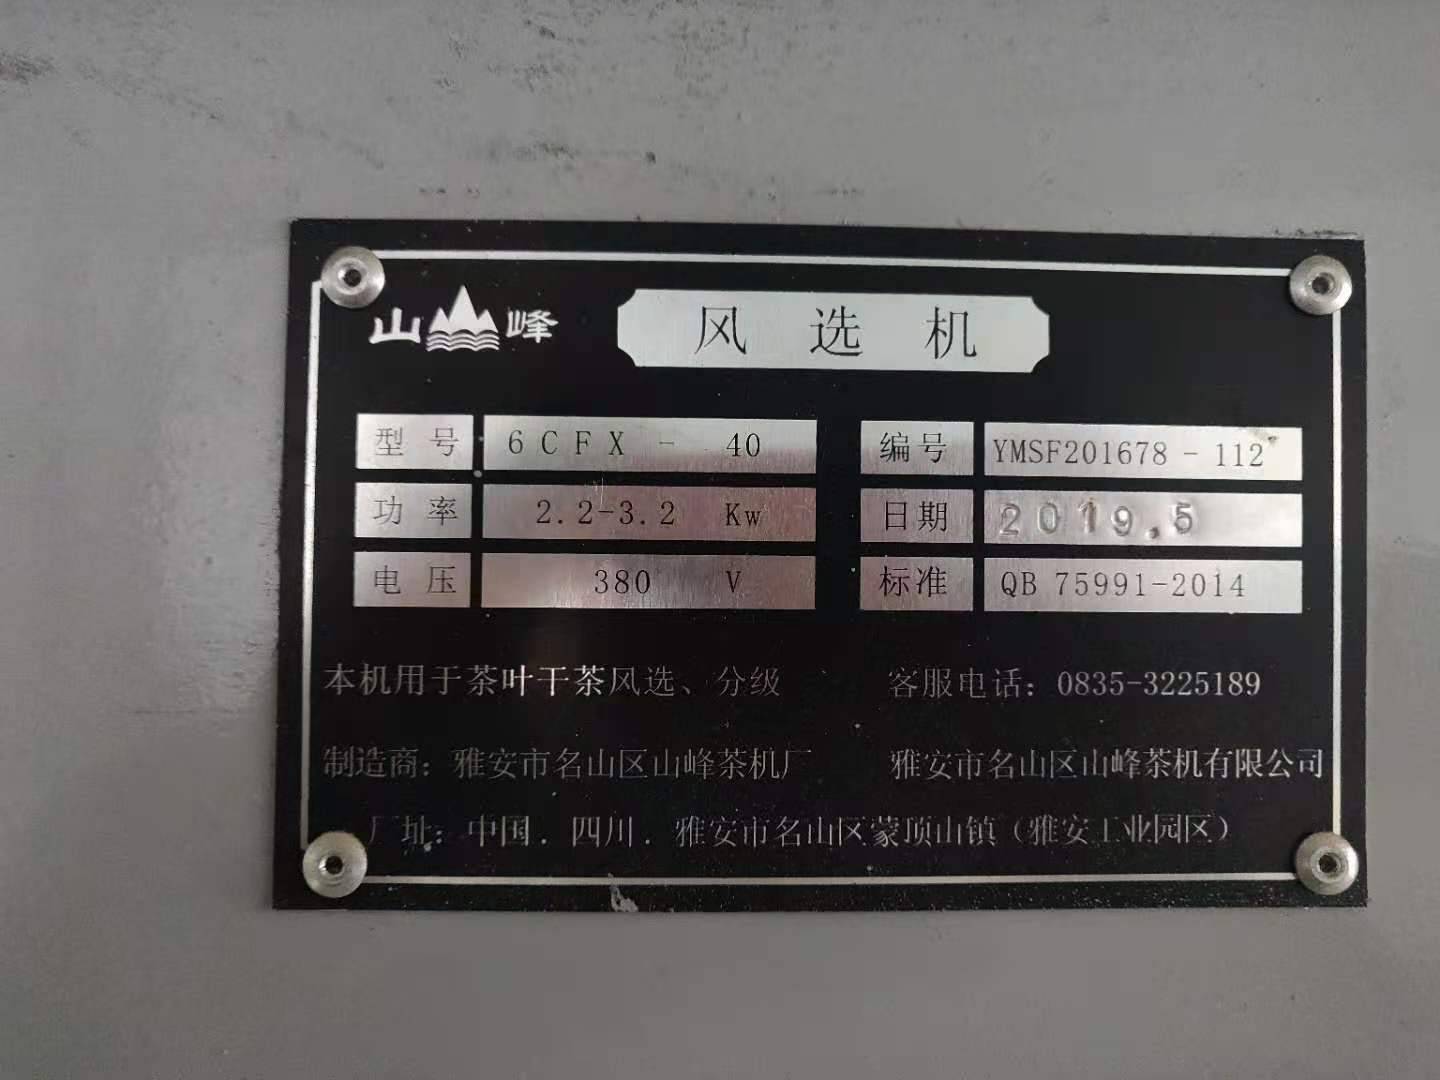 山峰 风选机
型号 6CFX-40 编号 YMSF201678-112
功率 2.2-3.2 Kw 日期 2019.5
电压 380 V 标准 QB 75991-2014
本机用于茶叶干茶风选、分级 客服电话：0835-3225189
制造商：雅安市名山区山峰茶机厂 雅安市名山区山峰茶机有限公司
厂址：中国．四川．雅安市名山区蒙顶山镇（雅安工业园区）